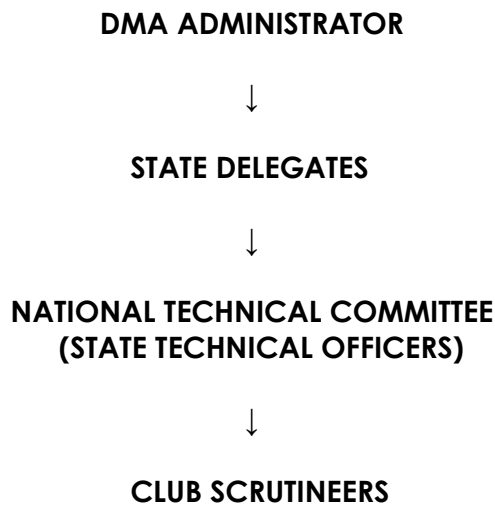 DMA ADMINISTRATOR
↓
STATE DELEGATES
↓
NATIONAL TECHNICAL COMMITTEE
(STATE TECHNICAL OFFICERS)
↓
CLUB SCRUTINEERS